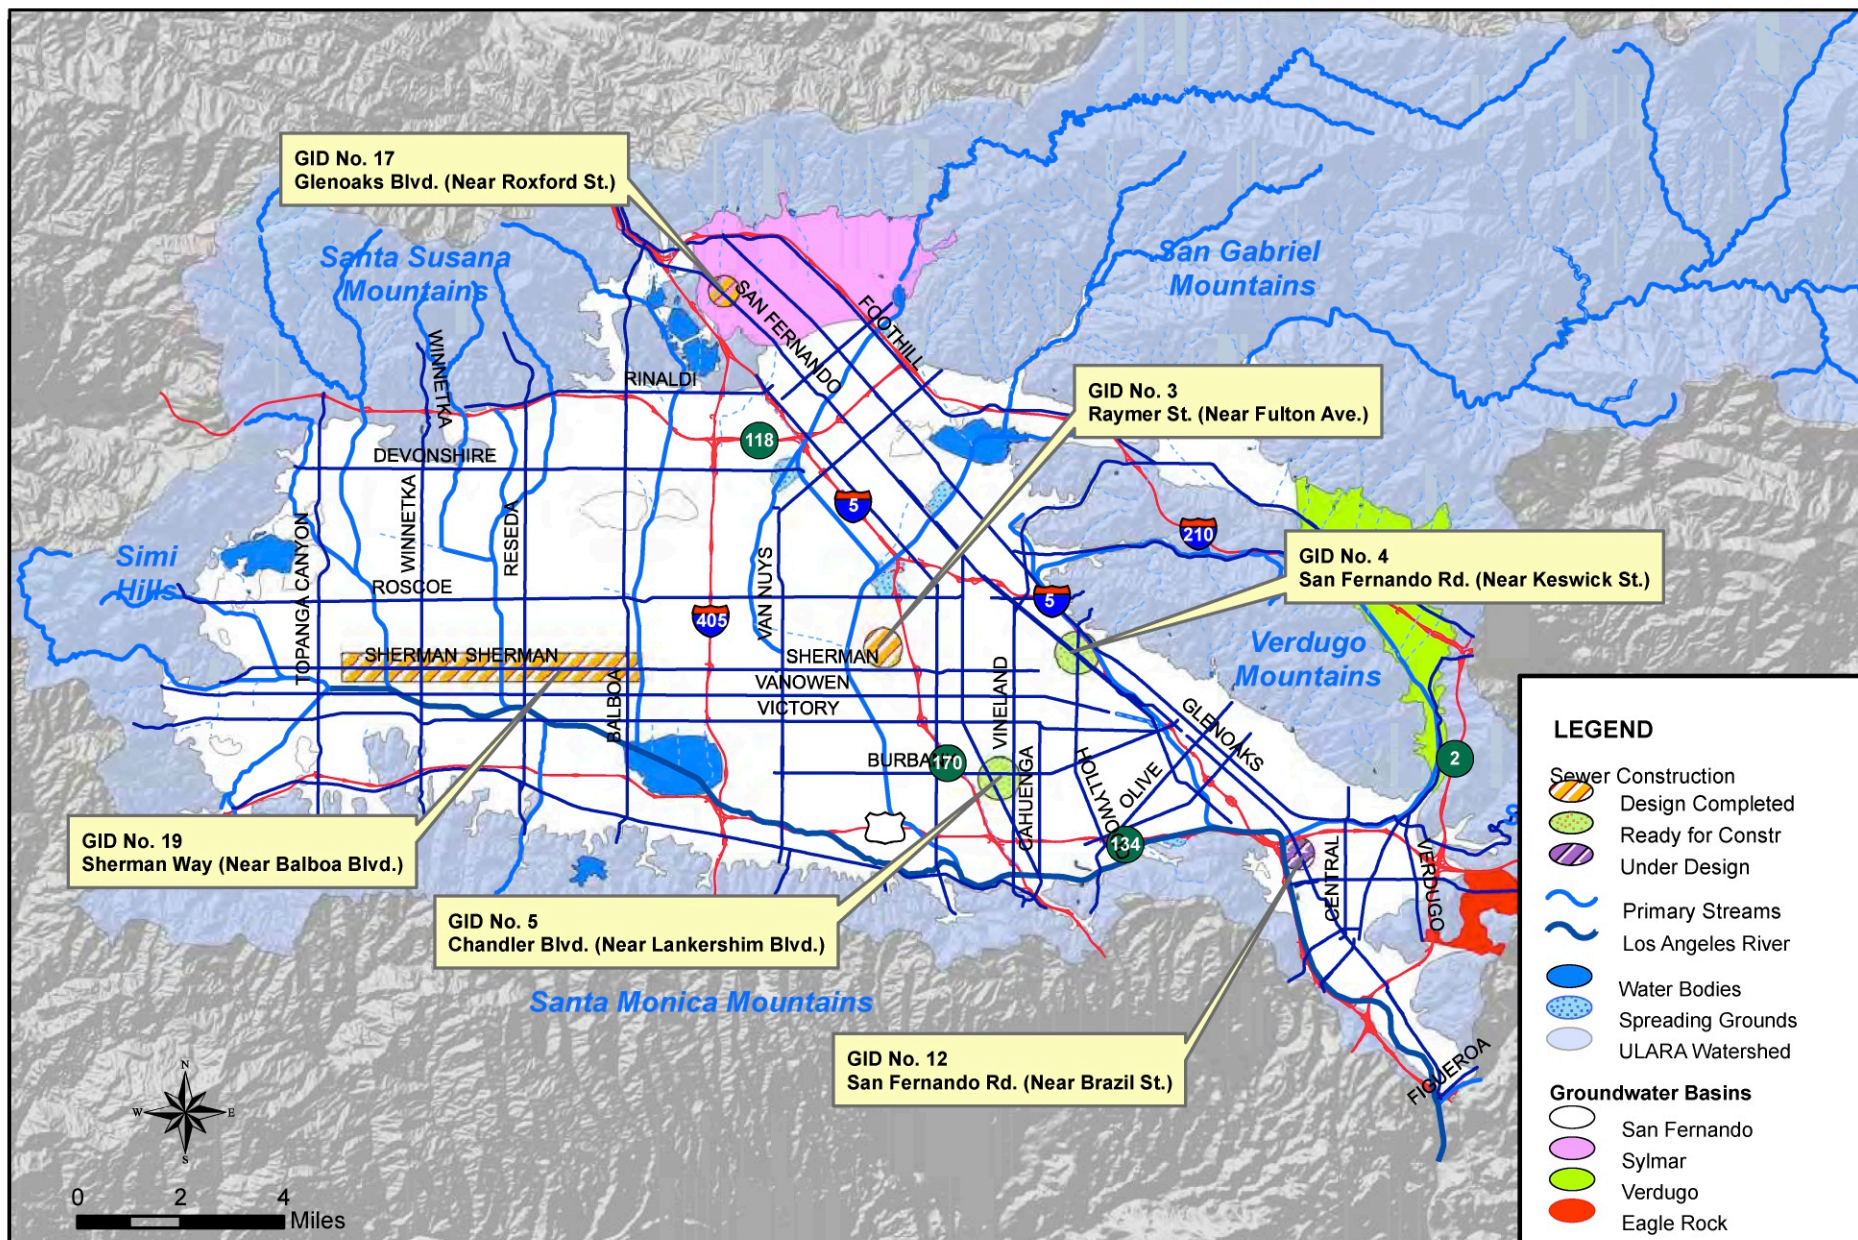 GID No. 17
Glenoaks Blvd. (Near Roxford St.)
Santa Susana
Mountains
San Gabriel
Mountains
SAN FERNANDO
FOOTHILL
WINNETKA
RINALDI
GID No. 3
Raymer St. (Near Fulton Ave.)
118
DEVONSHIRE
5
WINNETKA
RESEDA
TOPANGA CANYON
210
GID No. 4
San Fernando Rd. (Near Keswick St.)
Simi
Hills
VAN NUYS
ROSCOE
5
405
Verdugo
Mountains
SHERMAN SHERMAN
SHERMAN
VANOWEN
VICTORY
BALBOA
VINELAND
GLENOAKS
BURBANK
170
CAHUENGA
HOLLYWOOD
OLIVE
2
134
CENTRAL
VERDUGO
GID No. 19
Sherman Way (Near Balboa Blvd.)
GID No. 5
Chandler Blvd. (Near Lankershim Blvd.)
Santa Monica Mountains
GID No. 12
San Fernando Rd. (Near Brazil St.)
FIGUEROA
N
W
E
S
0 2 4
Miles
LEGEND
Sewer Construction
Design Completed
Ready for Constr
Under Design
Primary Streams
Los Angeles River
Water Bodies
Spreading Grounds
ULARA Watershed
Groundwater Basins
San Fernando
Sylmar
Verdugo
Eagle Rock